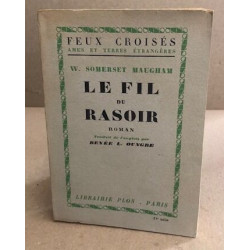 FEUX CROISÉS
AMES ET TERRES ÉTRANGÈRES
W. SOMERSET MAUGHAM
LE FIL
DU
RASOIR
ROMAN
Traduit de l'anglais par
RENÉE L. OUNGRE
LIBRAIRIE PLON - PARIS